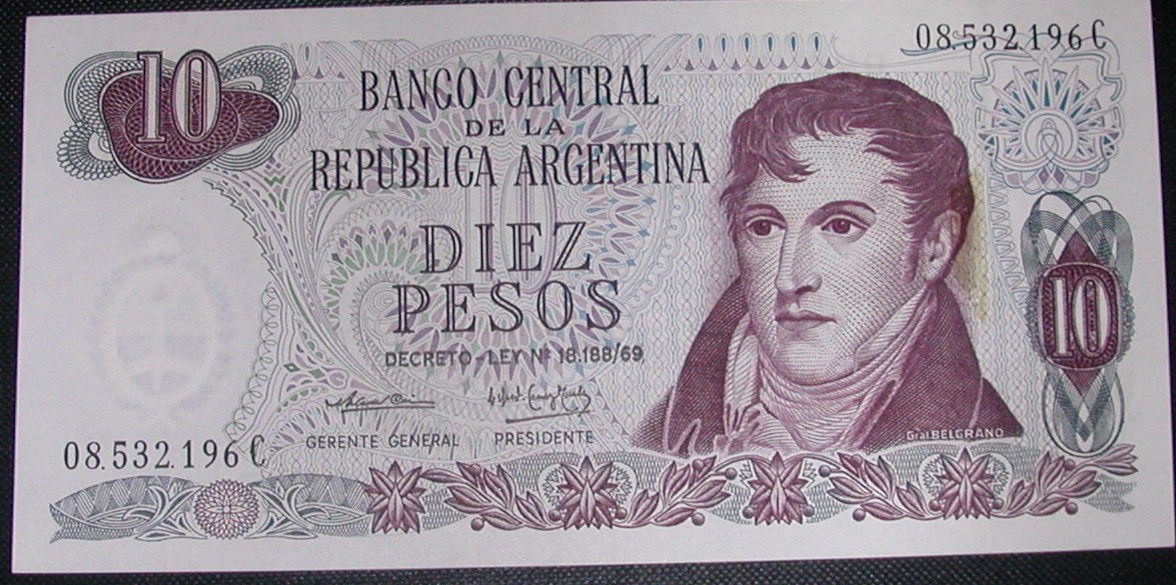 08.532.196 C
10
BANCO CENTRAL
DE LA
REPUBLICA ARGENTINA
10
DIEZ
PESOS
10
DECRETO-LEY Nº 18.188/69
GERENTE GENERAL PRESIDENTE
Gral. BELGRANO
08.532.196 C